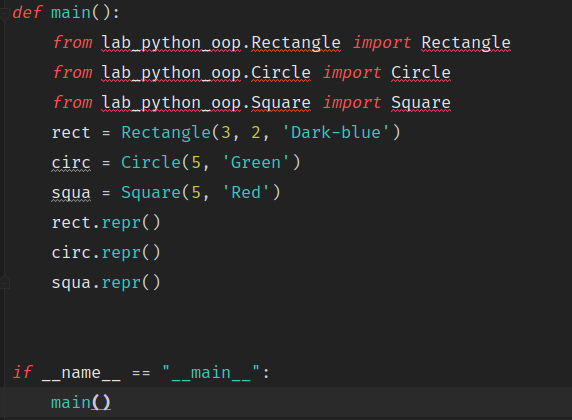 def main():
    from lab_python_oop.Rectangle import Rectangle
    from lab_python_oop.Circle import Circle
    from lab_python_oop.Square import Square
    rect = Rectangle(3, 2, 'Dark-blue')
    circ = Circle(5, 'Green')
    squa = Square(5, 'Red')
    rect.repr()
    circ.repr()
    squa.repr()
if __name__ == "__main__":
    main()